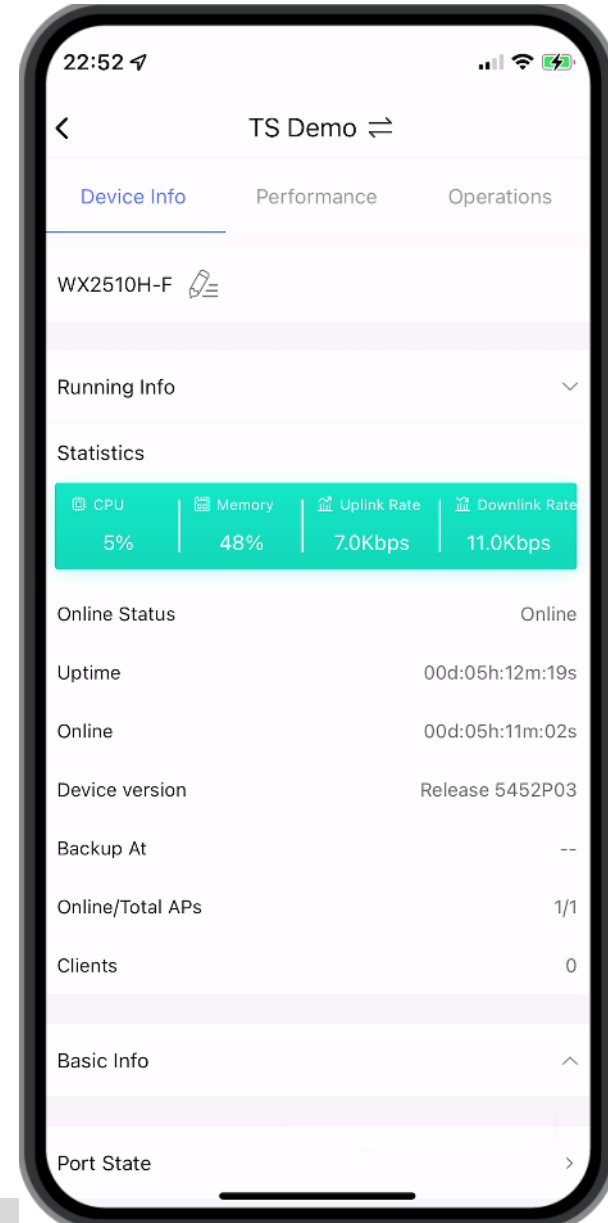 22:52
TS Demo
Device Info Performance Operations
WX2510H-F
Running Info
Statistics
CPU Memory Uplink Rate Downlink Rate
5% 48% 7.0Kbps 11.0Kbps
Online Status Online
Uptime 00d:05h:12m:19s
Online 00d:05h:11m:02s
Device version Release 5452P03
Backup At --
Online/Total APs 1/1
Clients 0
Basic Info
Port State